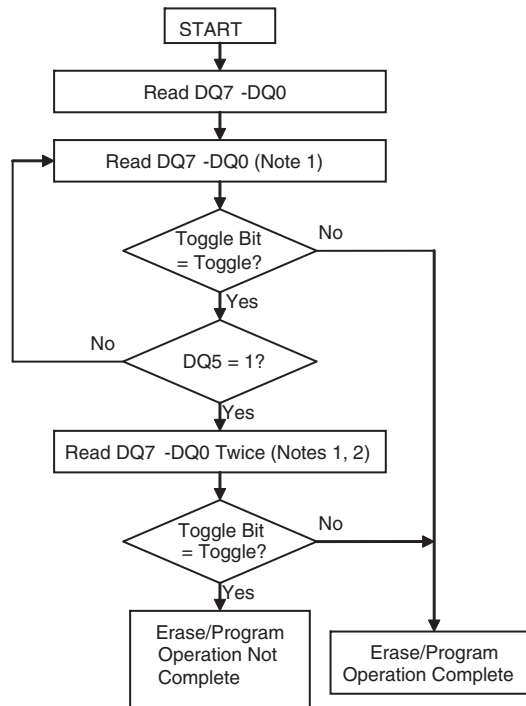 START
Read DQ7 -DQ0
Read DQ7 -DQ0 (Note 1)
Toggle Bit
= Toggle?
No
Yes
No
DQ5 = 1?
Yes
Read DQ7 -DQ0 Twice (Notes 1, 2)
Toggle Bit
= Toggle?
No
Yes
Erase/Program
Operation Not
Complete
Erase/Program
Operation Complete